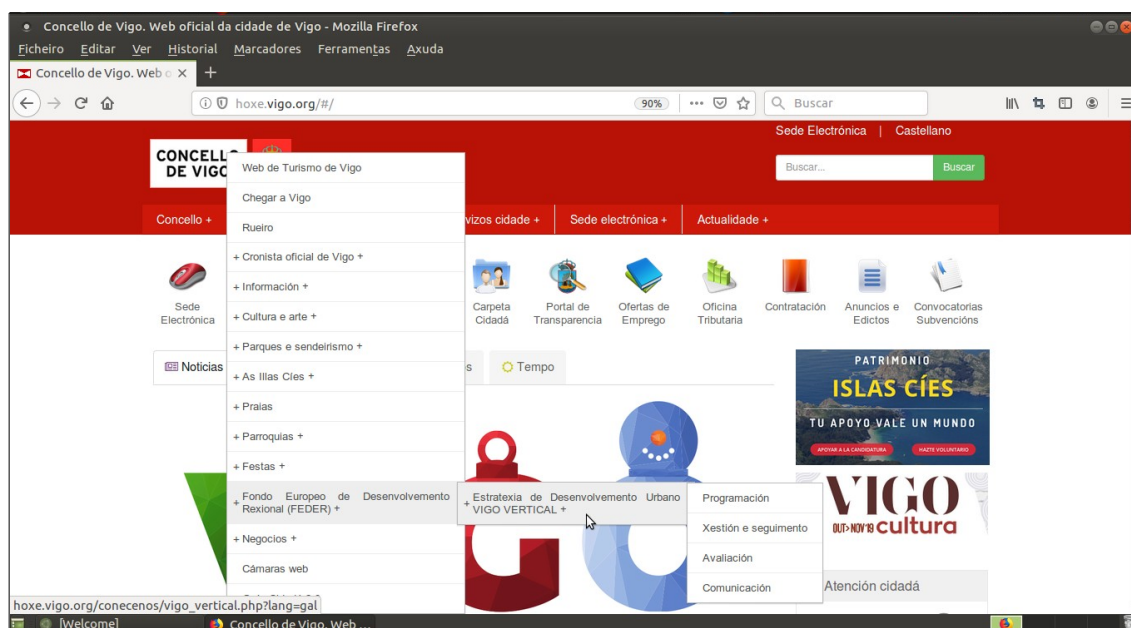 Concello de Vigo. Web oficial da cidade de Vigo - Mozilla Firefox
Ficheiro Editar Ver Historial Marcadores Ferramentas Axuda
Concello de Vigo. Web o
hoxe.vigo.org/#/
90%
Buscar
Sede Electrónica | Castellano
CONCELLO
DE VIGO
Buscar...
Buscar
Concello +
vizos cidade +
Sede electrónica +
Actualidade +
Web de Turismo de Vigo
Chegar a Vigo
Rueiro
+ Cronista oficial de Vigo +
+ Información +
+ Cultura e arte +
+ Parques e sendeirismo +
+ As Illas Cíes +
+ Praias
+ Parroquias +
+ Festas +
+ Fondo Europeo de Desenvolvemento
Rexional (FEDER) +
+ Negocios +
Cámaras web
+ Estratexia de Desenvolvemento Urbano
VIGO VERTICAL +
Programación
Xestión e seguimento
Avaliación
Comunicación
Sede
Electrónica
Carpeta
Cidadá
Portal de
Transparencia
Ofertas de
Emprego
Oficina
Tributaria
Contratación
Anuncios e
Edictos
Convocatorias
Subvencións
Noticias
s
Tempo
PATRIMONIO
ISLAS CÍES
TU APOYO VALE UN MUNDO
APOYAR LA CANDIDATURA
HAZTE VOLUNTARIO
VIGO
OUT>NOV'19 cultura
Atención cidadá
hoxe.vigo.org/conecenos/vigo_vertical.php?lang=gal
[Welcome]
Concello de Vigo. Web ...